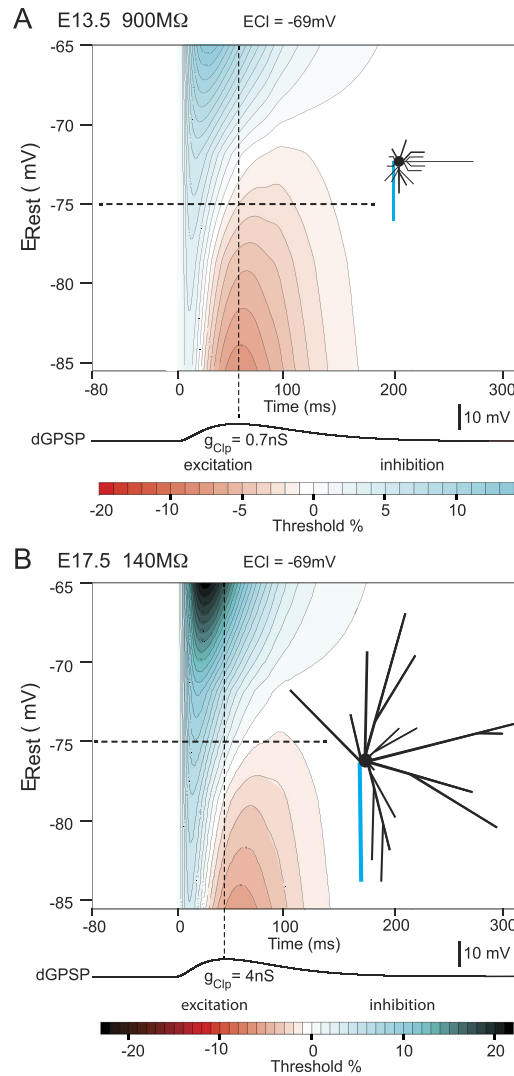 A E13.5 900MΩ ECl = -69mV
-65
-70
-75
-80
-85
ERest ( mV)
-80 0 100 200 300
Time (ms)
10 mV
dGPSP
gClp= 0.7nS
excitation inhibition
-20 -10 -5 0 5 10
Threshold %
B E17.5 140MΩ ECl = -69mV
-65
-70
-75
-80
-85
ERest ( mV)
-80 0 100 200 300
Time (ms)
10 mV
dGPSP
gClp= 4nS
excitation inhibition
-20 -10 0 10 20
Threshold %